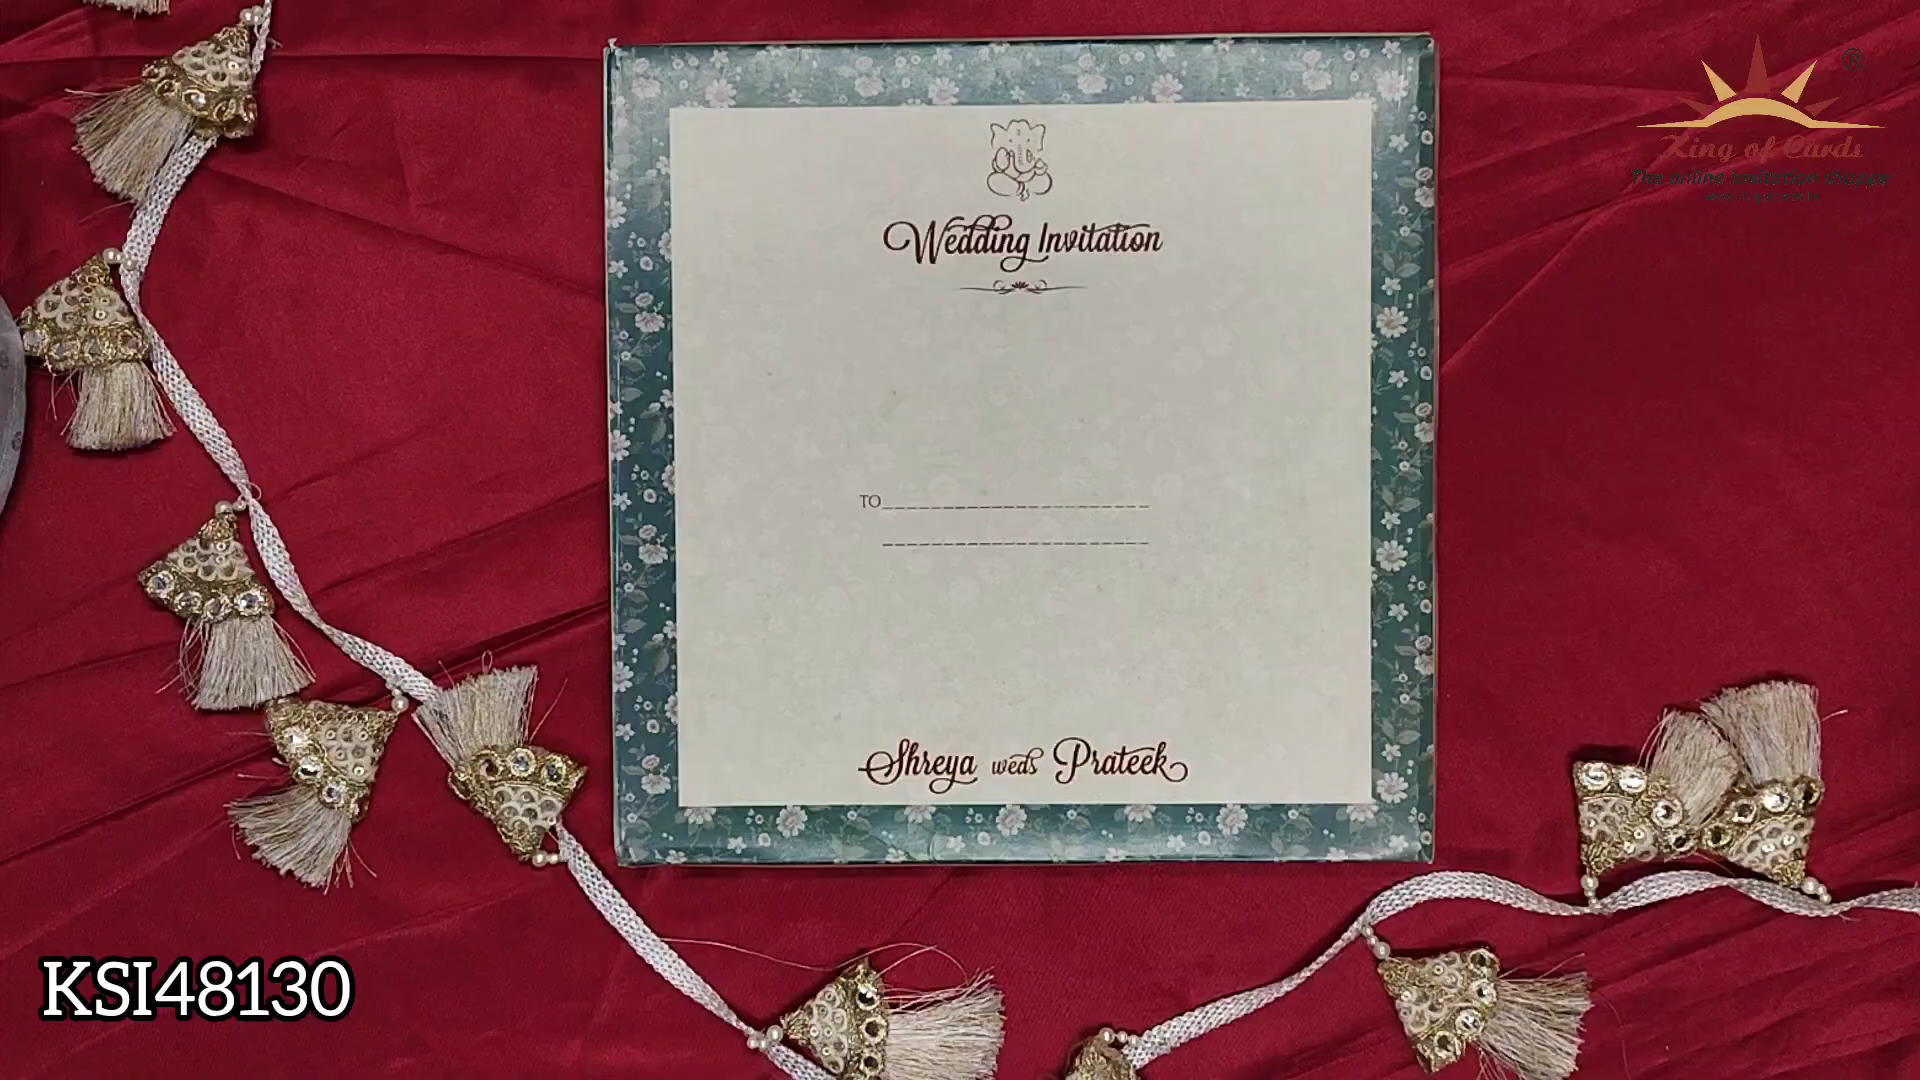 ®
King of Cards
The online invitation shoppe
Wedding Invitation
TO
Shreya weds Prateek
KSI48130